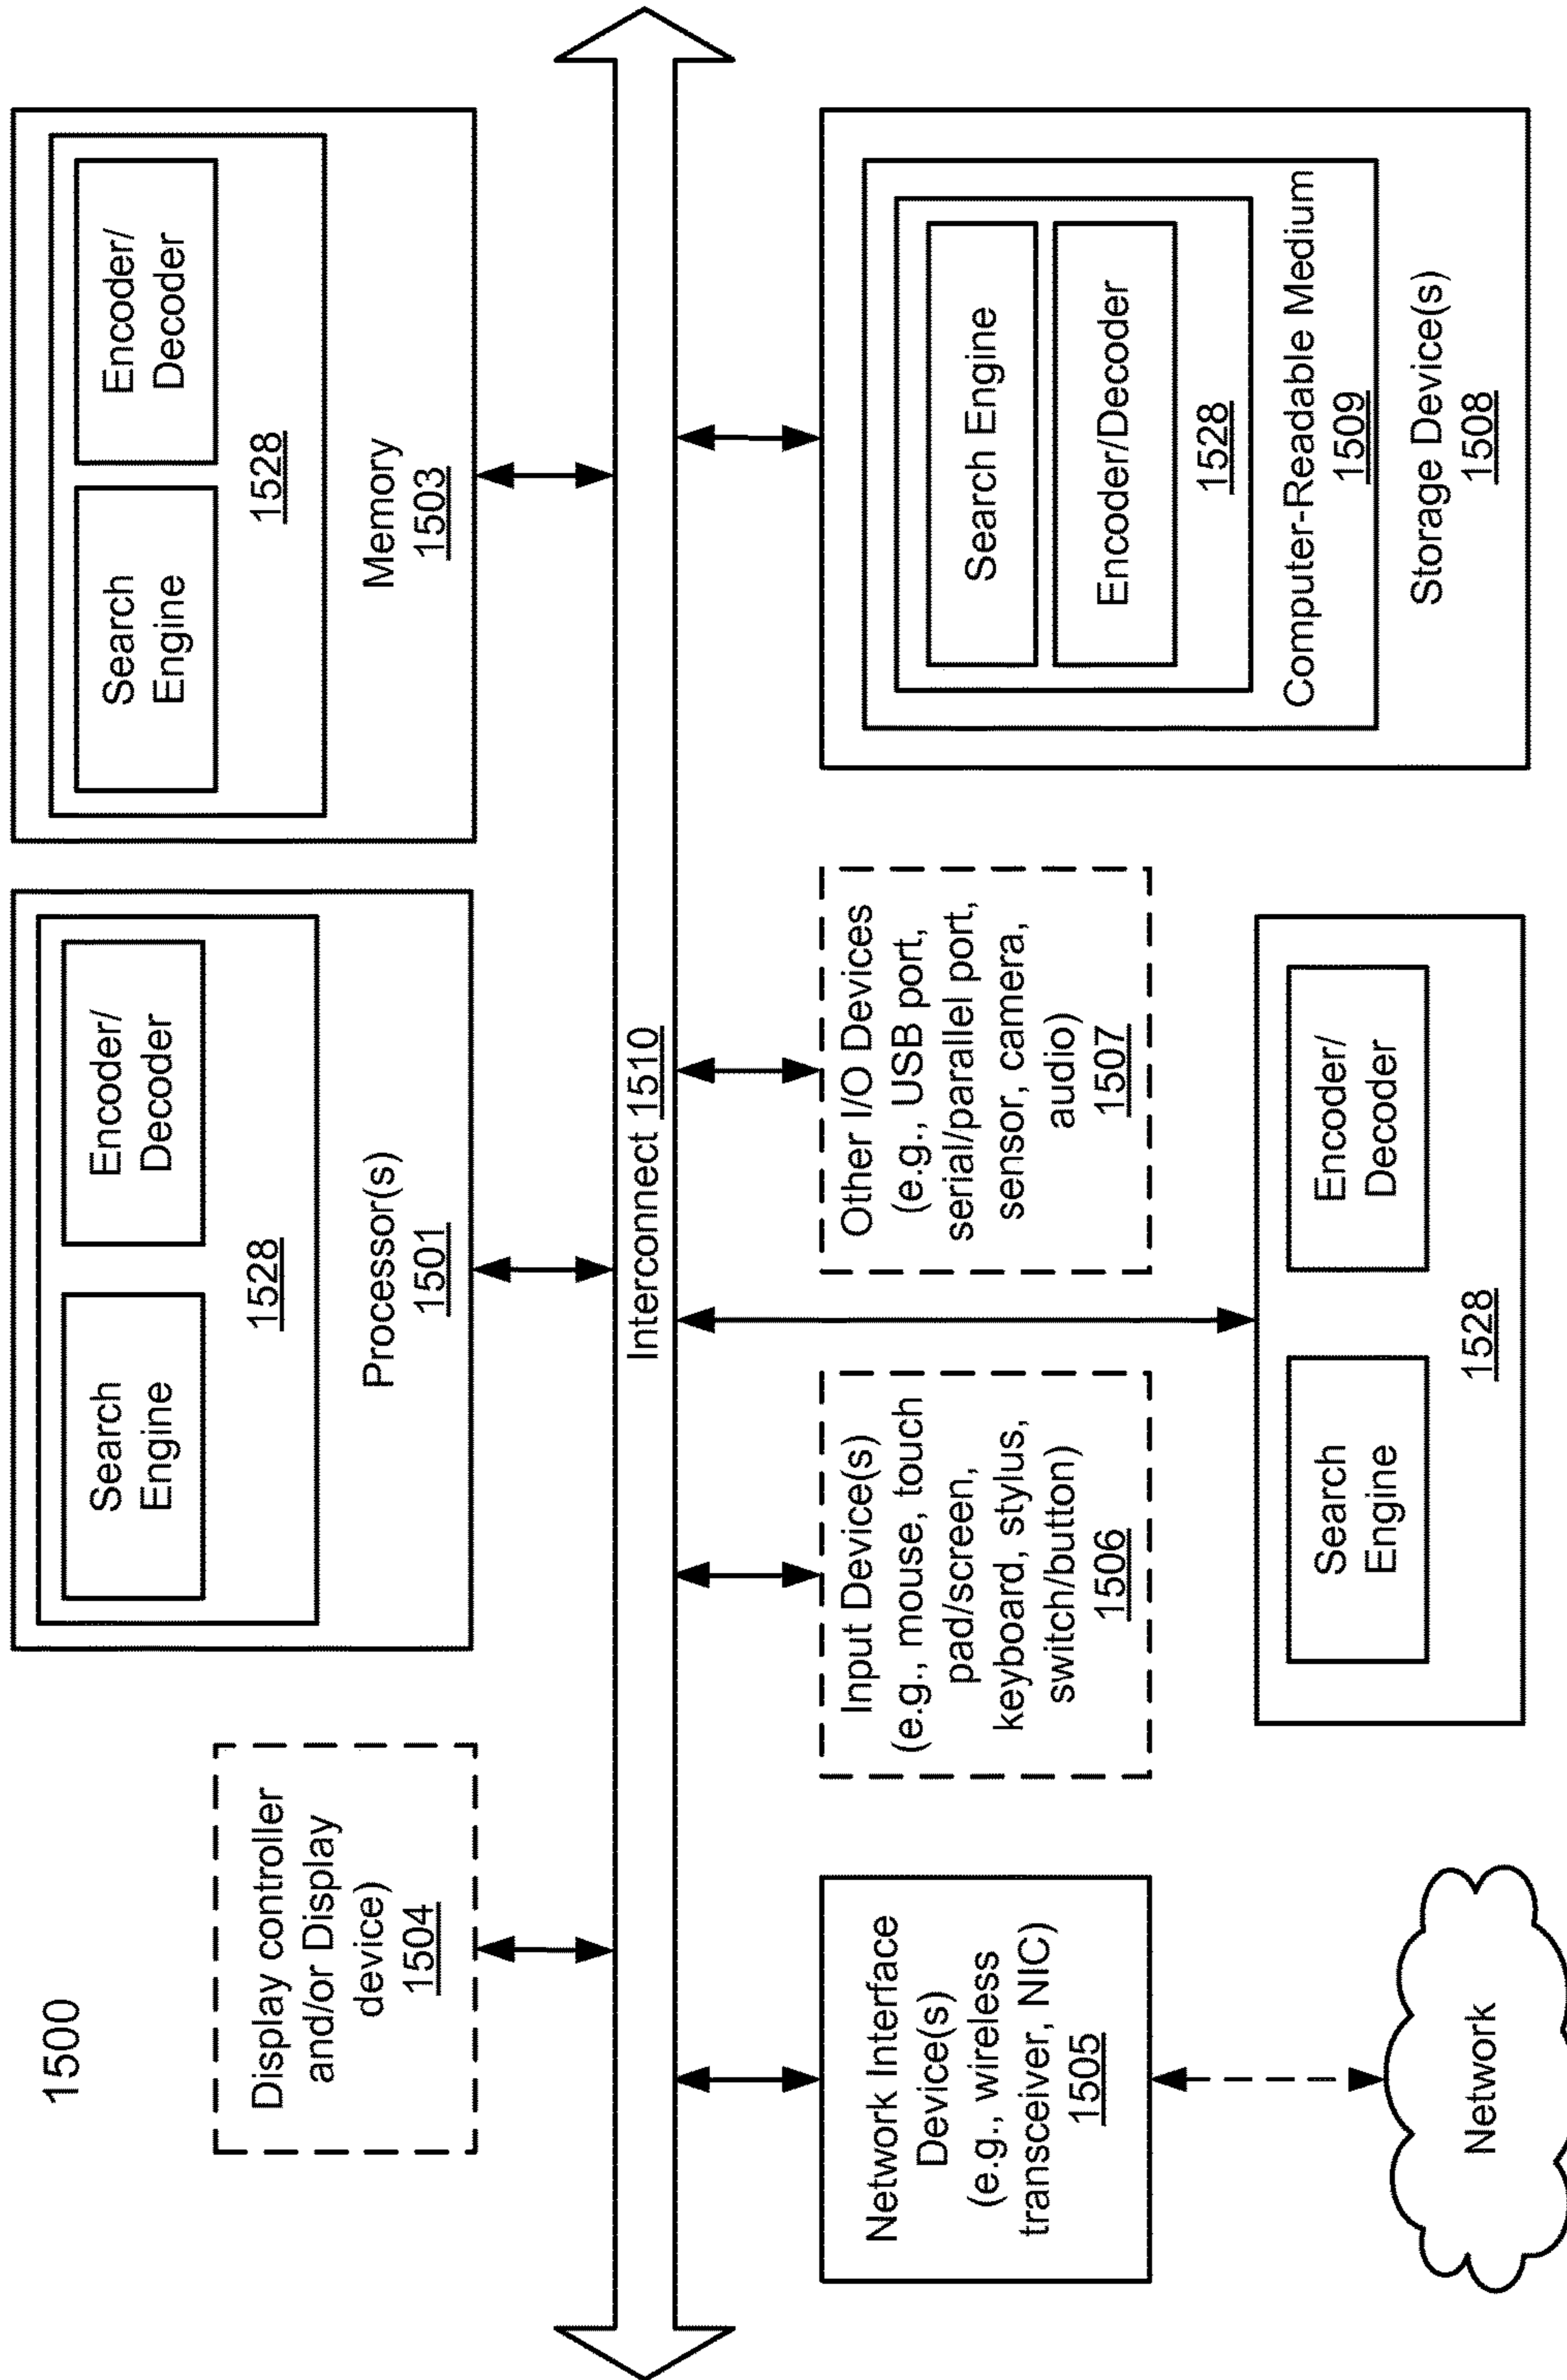 1500
Display controller
and/or Display
device)
1504
Search
Engine
Encoder/
Decoder
1528
Processor(s)
1501
Search
Engine
Encoder/
Decoder
1528
Memory
1503
Interconnect 1510
Network Interface
Device(s)
(e.g., wireless
transceiver, NIC)
1505
Network
Input Device(s)
(e.g., mouse, touch
pad/screen,
keyboard, stylus,
switch/button)
1506
Other I/O Devices
(e.g., USB port,
serial/parallel port,
sensor, camera,
audio)
1507
Search
Engine
Encoder/
Decoder
1528
Search Engine
Encoder/Decoder
1528
Computer-Readable Medium
1509
Storage Device(s)
1508